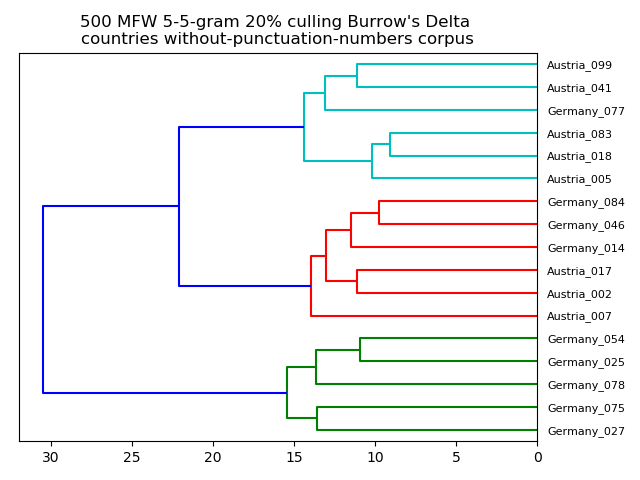 500 MFW 5-5-gram 20% culling Burrow's Delta
countries without-punctuation-numbers corpus
Austria_099
Austria_041
Germany_077
Austria_083
Austria_018
Austria_005
Germany_084
Germany_046
Germany_014
Austria_017
Austria_002
Austria_007
Germany_054
Germany_025
Germany_078
Germany_075
Germany_027
30 25 20 15 10 5 0